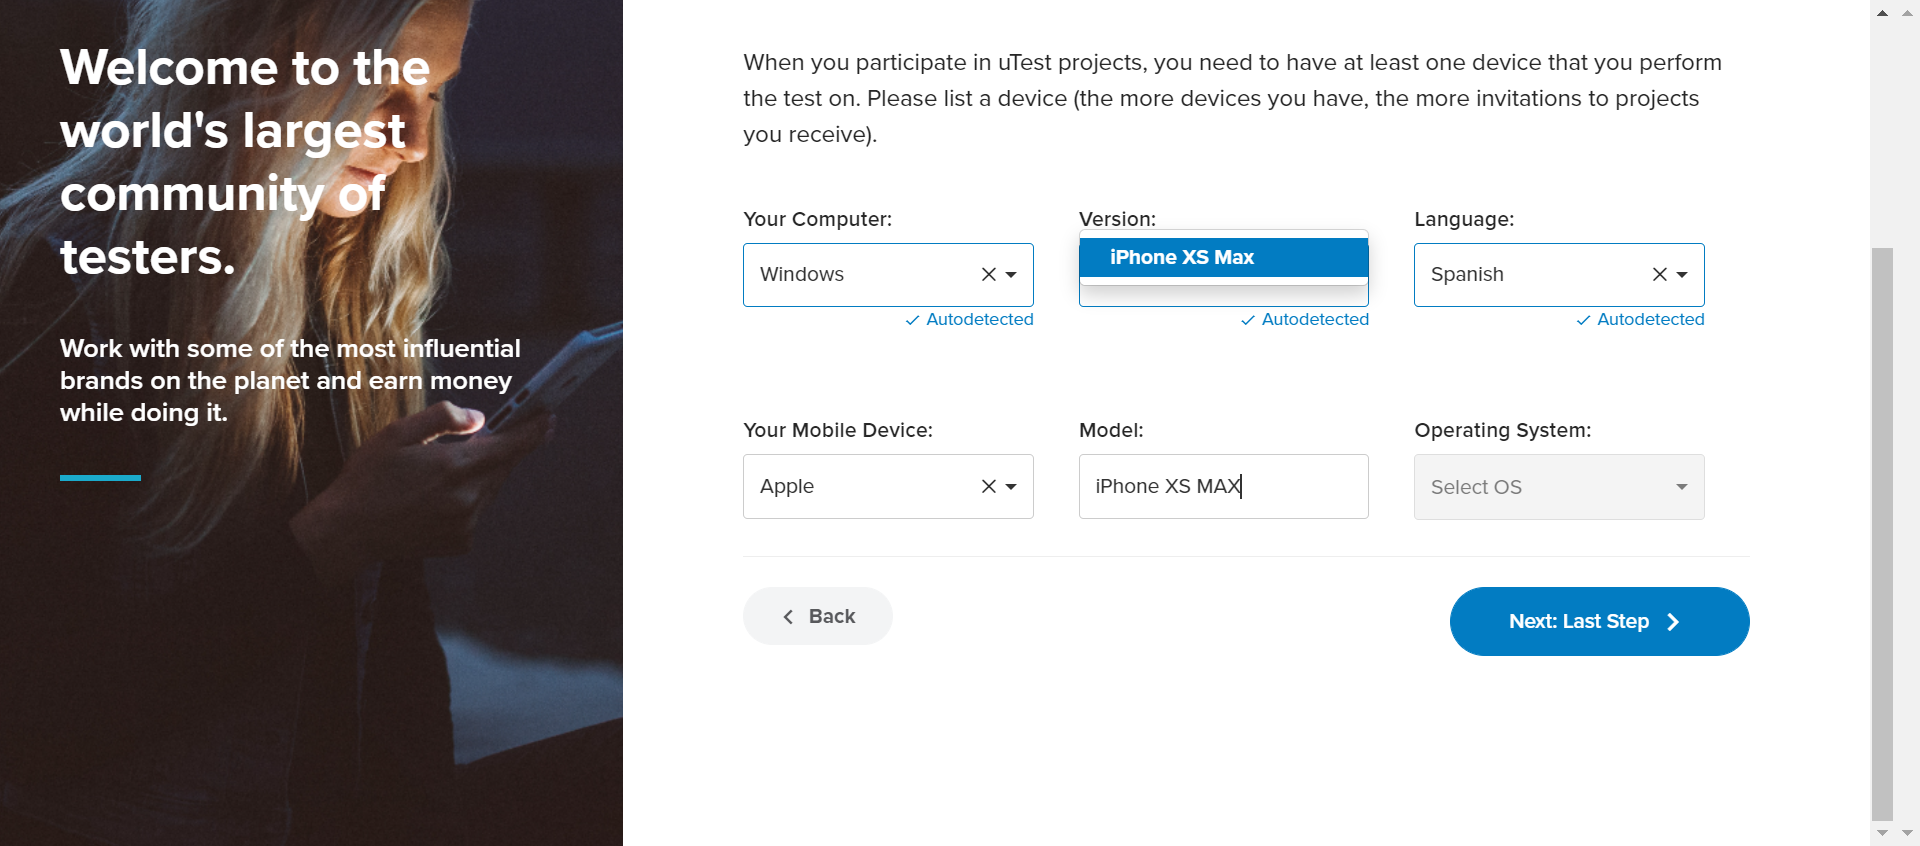 Welcome to the
world's largest
community of
testers.
Work with some of the most influential
brands on the planet and earn money
while doing it.
When you participate in uTest projects, you need to have at least one device that you perform
the test on. Please list a device (the more devices you have, the more invitations to projects
you receive).
Your Computer: Version: Language:
Windows iPhone XS Max Spanish
Autodetected Autodetected Autodetected
Your Mobile Device: Model: Operating System:
Apple iPhone XS MAX Select OS
Back Next: Last Step